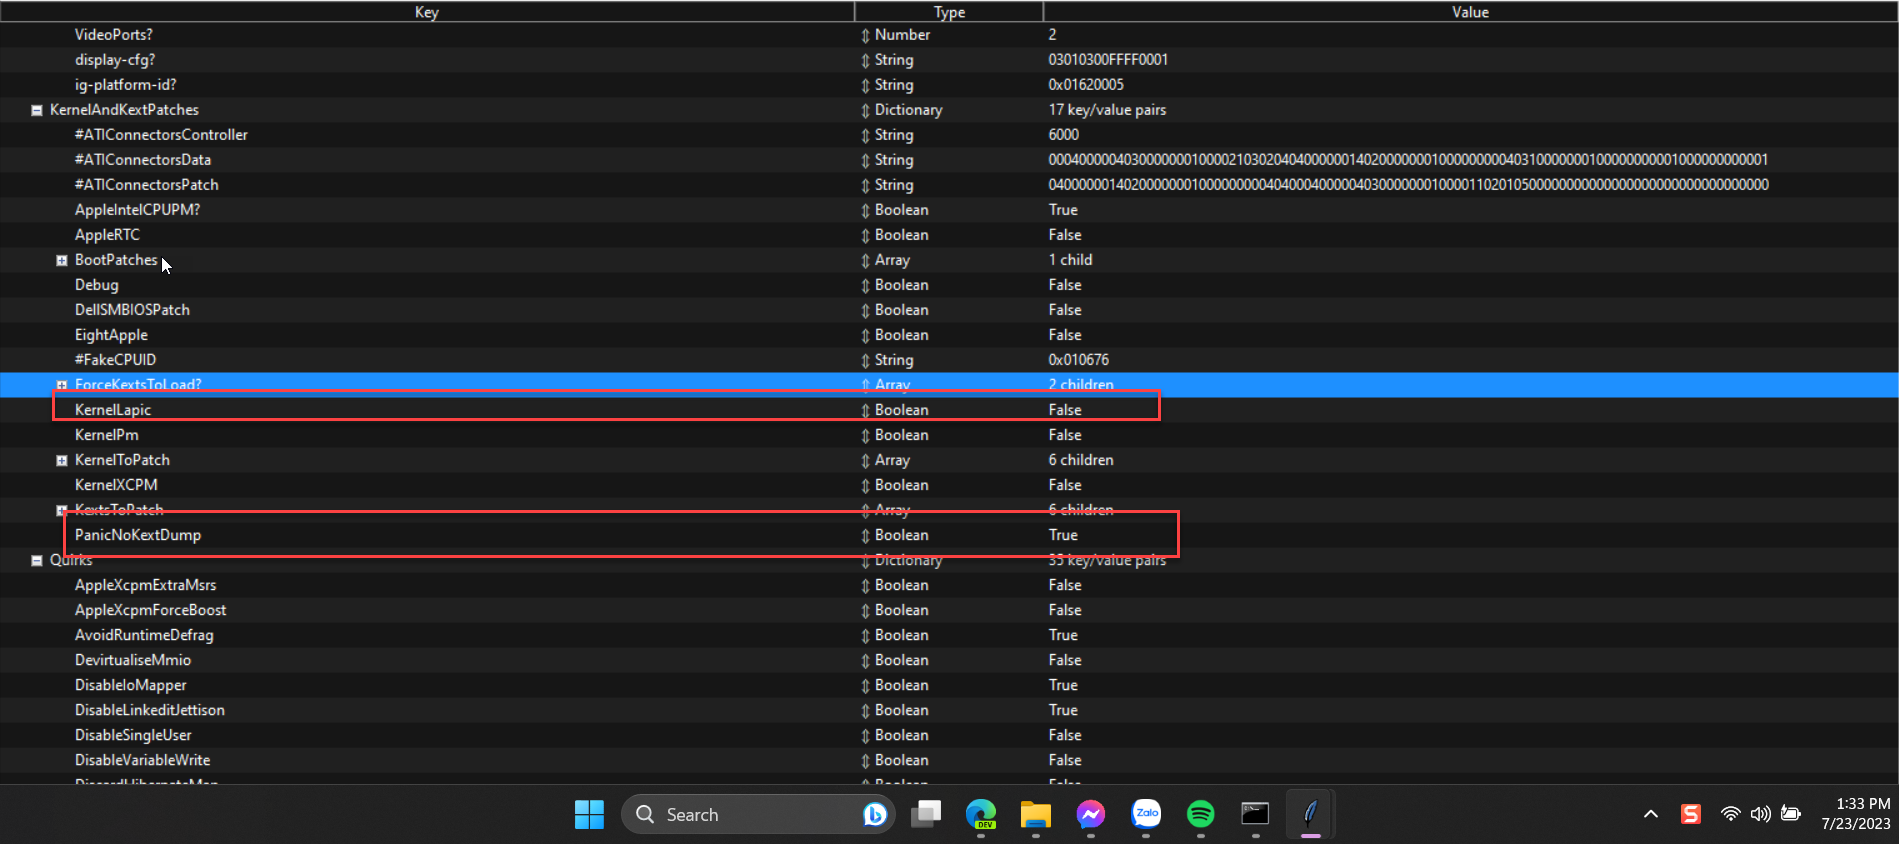 Key Type Value
VideoPorts? Number 2
display-cfg? String 03010300FFFF0001
ig-platform-id? String 0x01620005
KernelAndKextPatches Dictionary 17 key/value pairs
#ATIConnectorsController String 6000
#ATIConnectorsData String
#ATIConnectorsPatch String
AppleIntelCPUPM? Boolean True
AppleRTC Boolean False
BootPatches Array 1 child
Debug Boolean False
DellSMBIOSPatch Boolean False
EightApple Boolean False
#FakeCPUID String 0x010676
ForceKextsToLoad? Array 2 children
KernelLapic Boolean False
KernelPm Boolean False
KernelToPatch Array 6 children
KernelXCPM Boolean False
KextsToPatch Array 6 children
PanicNoKextDump Boolean True
Quirks Dictionary 35 key/value pairs
AppleXcpmExtraMsrs Boolean False
AppleXcpmForceBoost Boolean False
AvoidRuntimeDefrag Boolean True
DevirtualiseMmio Boolean False
DisableIoMapper Boolean True
DisableLinkeditJettison Boolean True
DisableSingleUser Boolean False
DisableVariableWrite Boolean False
DiscardHibernateMap Boolean False
Search
DEV
Zalo
S
1:33 PM
7/23/2023